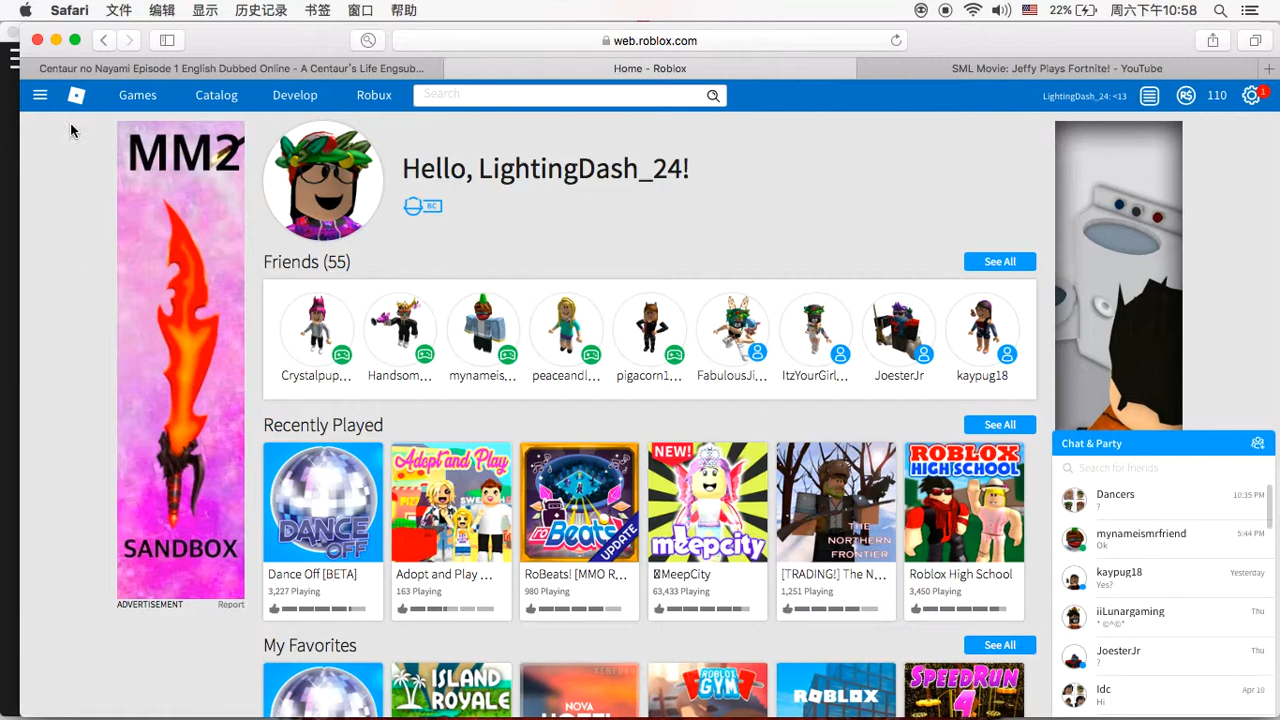 Safari 文件 编辑 显示 历史记录 书签 窗口 帮助 22% 周六下午10:58
web.roblox.com
Centaur no Nayami Episode 1 English Dubbed Online - A Centaur's Life Engsub... Home - Roblox SML Movie: Jeffy Plays Fortnite! - YouTube
Games Catalog Develop Robux Search LightingDash_24: <13 R$ 110 1
MM2
SANDBOX
ADVERTISEMENT Report
Hello, LightingDash_24!
BC
Friends (55) See All
Crystalpup... Handsom... mynameis... peaceandl... pigacorn1... FabulousJi... ItzYourGirl... JoesterJr kaypug18
Recently Played See All
DANCE OFF
Adopt and Play
PIZZ
roBeats!
UPDATE
NEW!
meepcity
THE NORTHERN FRONTIER
ROBLOX HIGH SCHOOL
Dance Off [BETA] Adopt and Play ... RoBeats! [MMO R... MeepCity [TRADING!] The N... Roblox High School
3,227 Playing 163 Playing 980 Playing 63,433 Playing 1,251 Playing 3,450 Playing
My Favorites See All
ISLAND ROYALE
NOVA HOTEL
ROBLOX GYM
ROBLOX
SPEEDRUN 4
Chat & Party
Search for friends
Dancers 10:35 PM
?
mynameismrfriend 5:44 PM
Ok
kaypug18 Yesterday
Yes?
iiLunargaming Thu
* ©^©*
JoesterJr Thu
?
Idc Apr 10
Hi